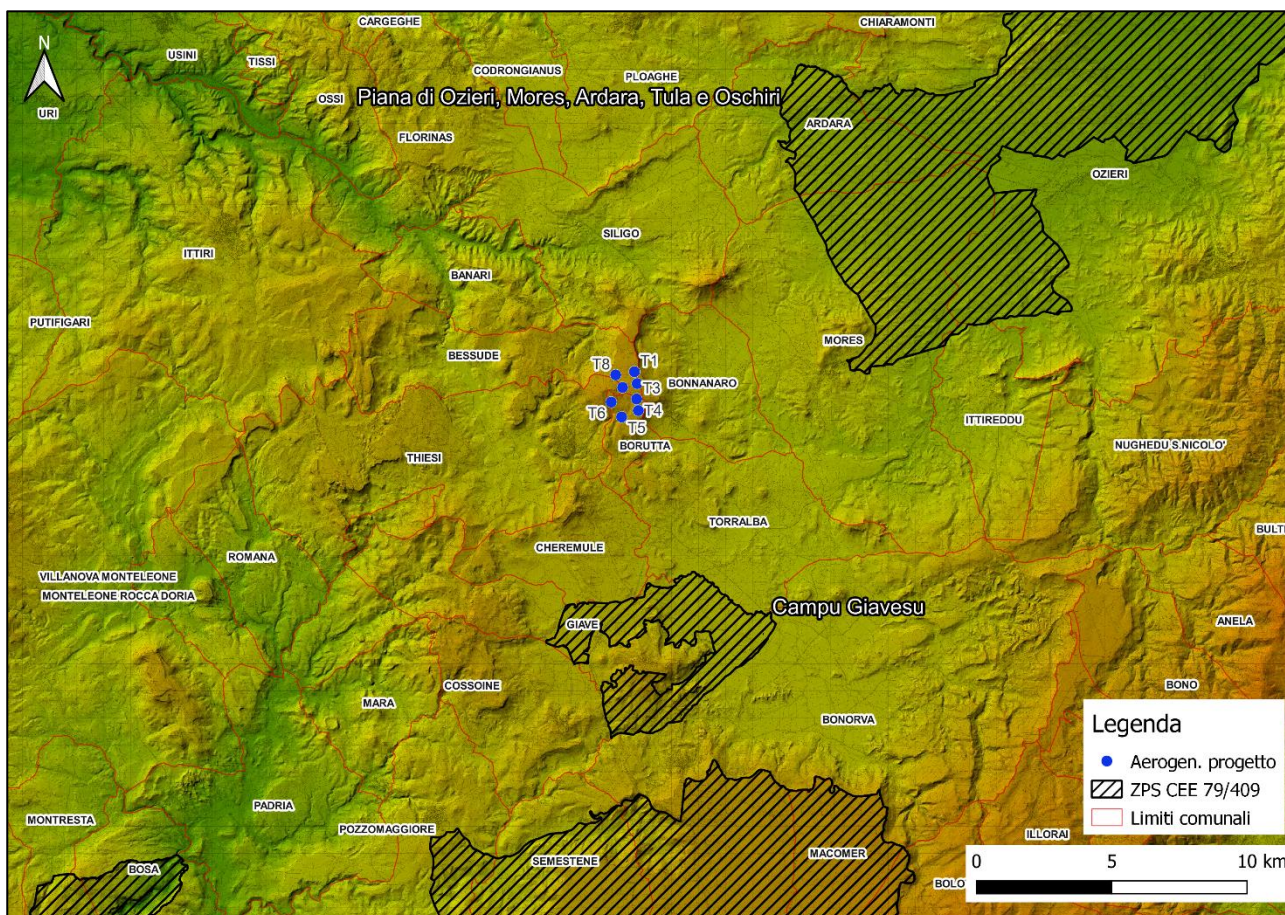 CARGEGHE
CHIARAMONTI
N
USINI
TISSI
CODRONGIANUS
PLOAGHE
OSSI
Piana di Ozieri, Mores, Ardara, Tula e Oschiri
URI
ARDARA
FLORINAS
OZIERI
SILIGO
ITTIRI
BANARI
PUTIFIGARI
MORES
BESSUDE
T8
T1
T3
BONNANARO
T6
T4
T5
ITTIREDDU
BORUTTA
NUGHEDU S.NICOLO'
THIESI
TORRALBA
BULTE
CHEREMULE
ROMANA
VILLANOVA MONTELEONE
MONTELEONE ROCCA DORIA
Campu Giavesu
GIAVE
ANELA
COSSOINE
BONO
MARA
BONORVA
Legenda
Aerogen. progetto
ZPS CEE 79/409
Limiti comunali
PADRIA
MONTRESTA
POZZOMAGGIORE
ILLORAI
SEMESTENE
MACOMER
BOSA
BOLO
0 5 10 km